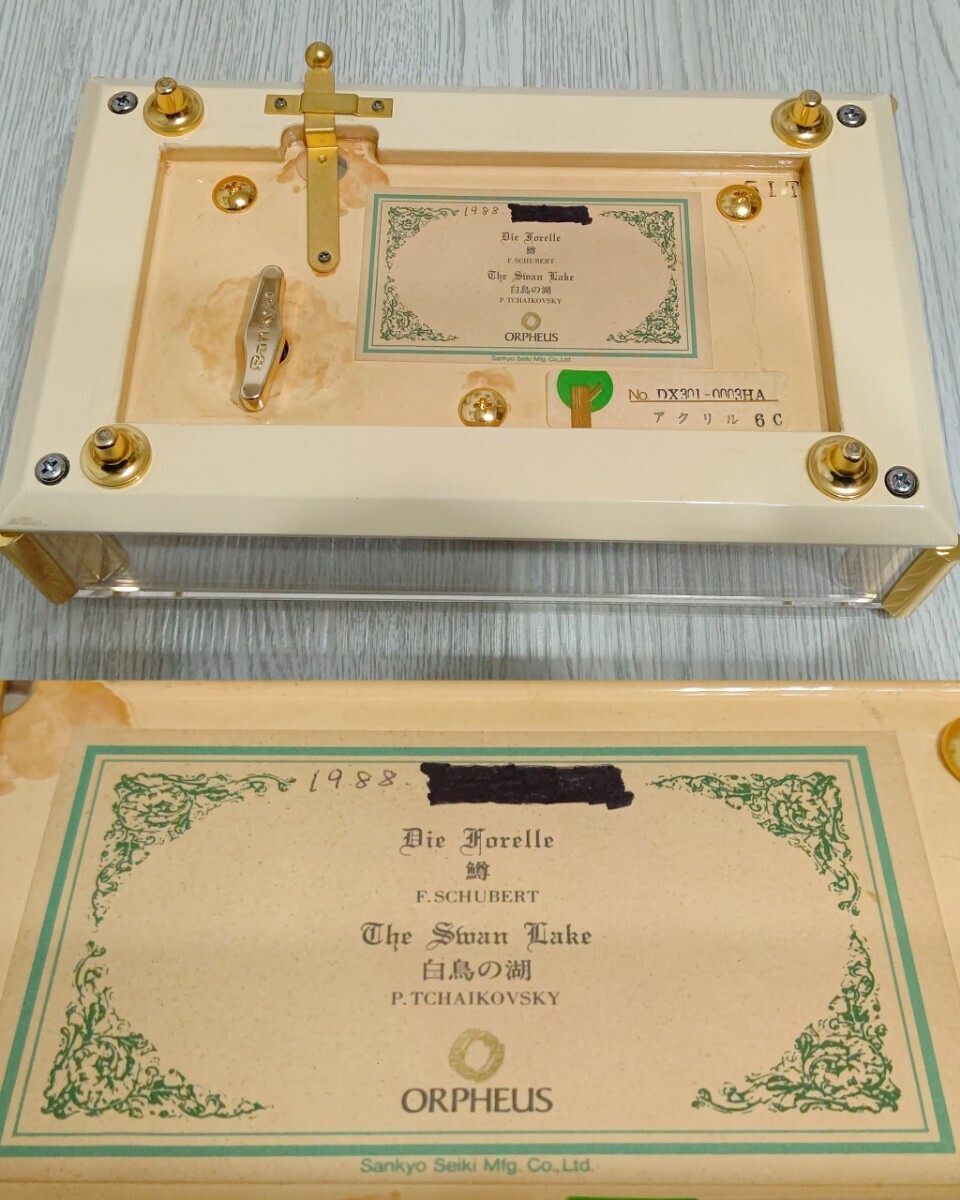 1988.
Die Forelle
鱒
F. SCHUBERT
The Swan Lake
白鳥の湖
P. TCHAIKOVSKY
ORPHEUS
Sankyo Seiki Mfg. Co.,Ltd.
No. DX301-0003HA
アクリル 6C
1988.
Die Forelle
鱒
F. SCHUBERT
The Swan Lake
白鳥の湖
P. TCHAIKOVSKY
ORPHEUS
Sankyo Seiki Mfg. Co.,Ltd.